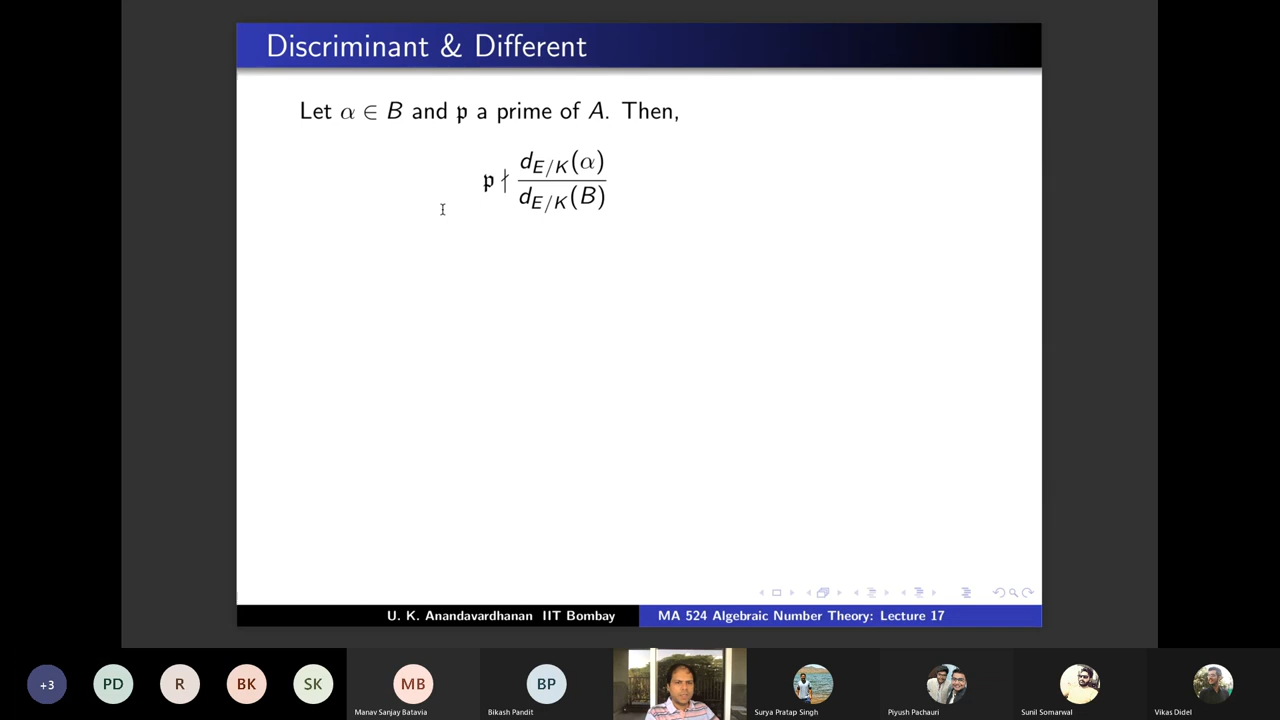 Discriminant & Different
Let α ∈ B and 𝔭 a prime of A. Then,
𝔭 ∤ d_{E/K}(α) / d_{E/K}(B)
U. K. Anandavardhanan IIT Bombay
MA 524 Algebraic Number Theory: Lecture 17
+3
PD
R
BK
SK
MB
Manav Sanjay Batavia
BP
Bikash Pandit
Surya Pratap Singh
Piyush Pachauri
Sunil Somarwal
Vikas Didel